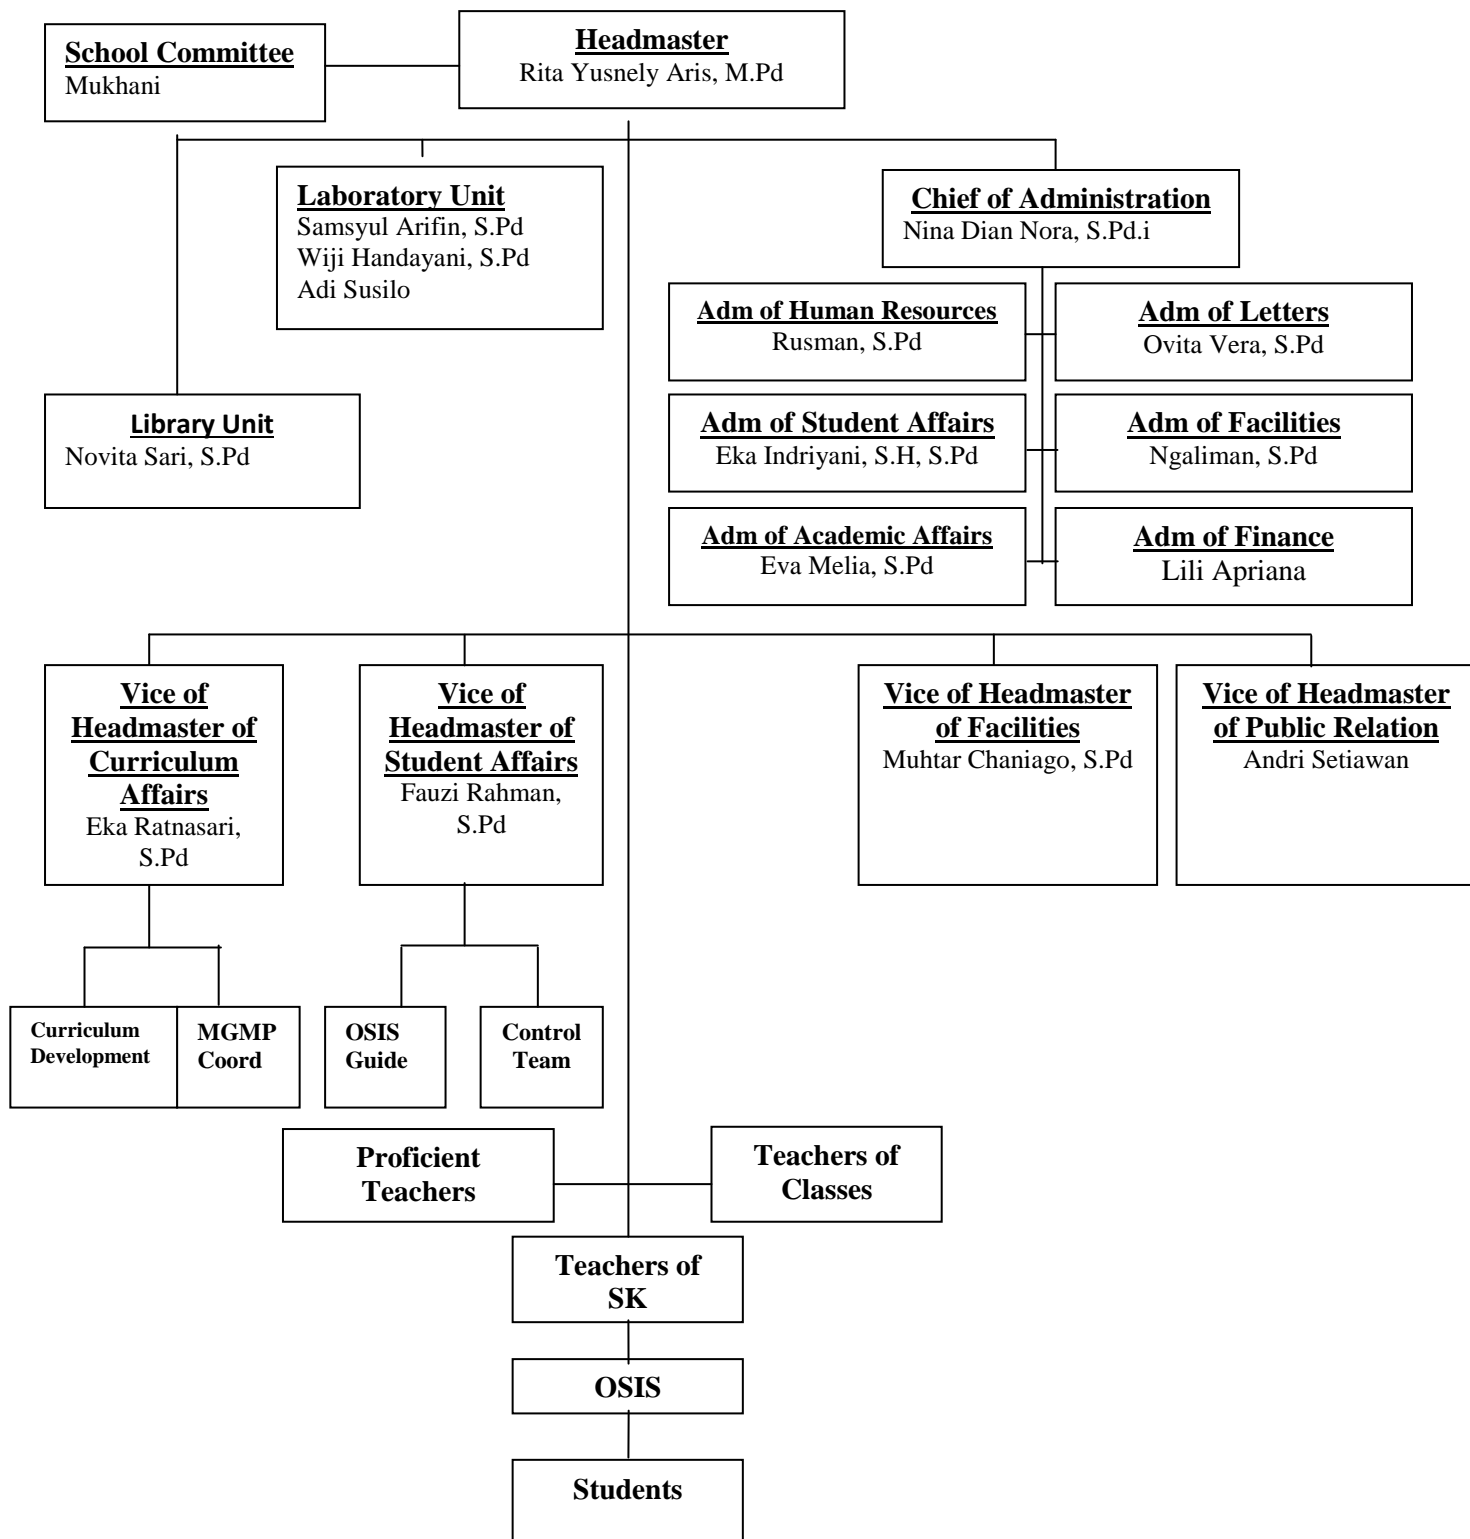 School Committee
Mukhani
Headmaster
Rita Yusnely Aris, M.Pd
Laboratory Unit
Samsyul Arifin, S.Pd
Wiji Handayani, S.Pd
Adi Susilo
Chief of Administration
Nina Dian Nora, S.Pd.i
Adm of Human Resources
Rusman, S.Pd
Adm of Letters
Ovita Vera, S.Pd
Library Unit
Novita Sari, S.Pd
Adm of Student Affairs
Eka Indriyani, S.H, S.Pd
Adm of Facilities
Ngaliman, S.Pd
Adm of Academic Affairs
Eva Melia, S.Pd
Adm of Finance
Lili Apriana
Vice of
Headmaster of
Curriculum
Affairs
Eka Ratnasari,
S.Pd
Vice of
Headmaster of
Student Affairs
Fauzi Rahman,
S.Pd
Vice of Headmaster
of Facilities
Muhtar Chaniago, S.Pd
Vice of Headmaster
of Public Relation
Andri Setiawan
Curriculum
Development
MGMP
Coord
OSIS
Guide
Control
Team
Proficient
Teachers
Teachers of
Classes
Teachers of
SK
OSIS
Students